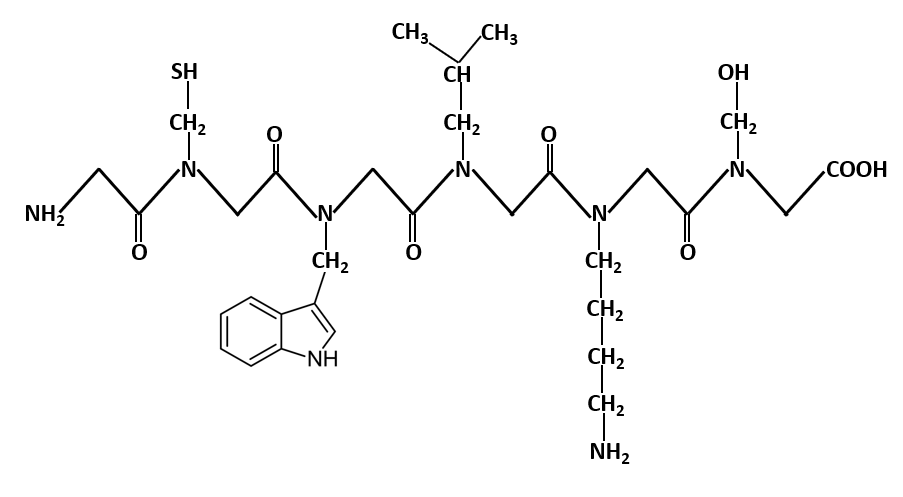 CH₃ CH₃
SH CH OH
CH₂ CH₂ CH₂
O O
N N N COOH
NH₂ N N
O O O
CH₂ CH₂
CH₂
NH CH₂
CH₂
NH₂